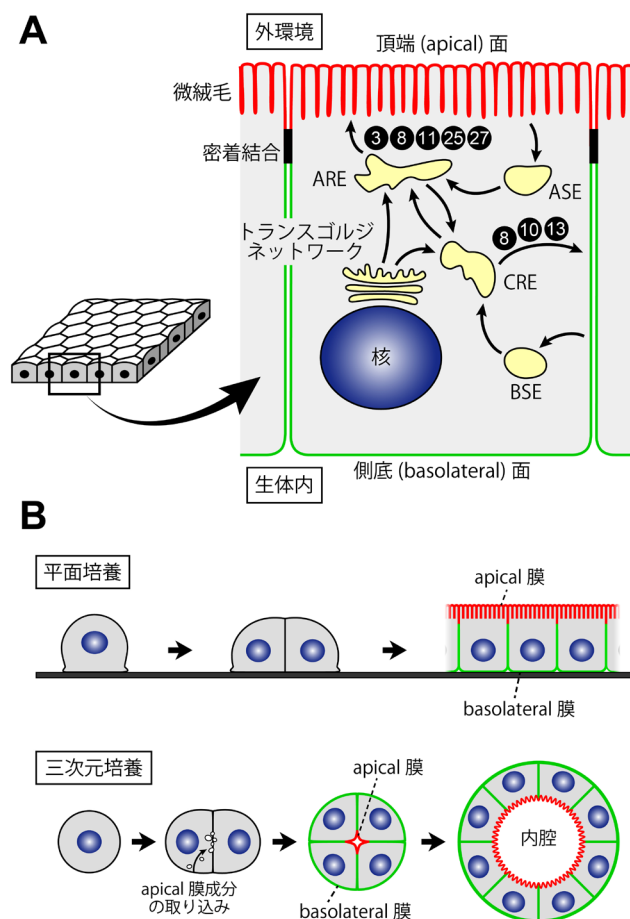 A
外環境
頂端 (apical) 面
微絨毛
密着結合
3 8 11 25 27
ARE
ASE
トランスゴルジ
ネットワーク
8 10 13
CRE
核
BSE
側底 (basolateral) 面
生体内
B
平面培養
apical 膜
basolateral 膜
三次元培養
apical 膜
内腔
apical 膜成分
の取り込み
basolateral 膜